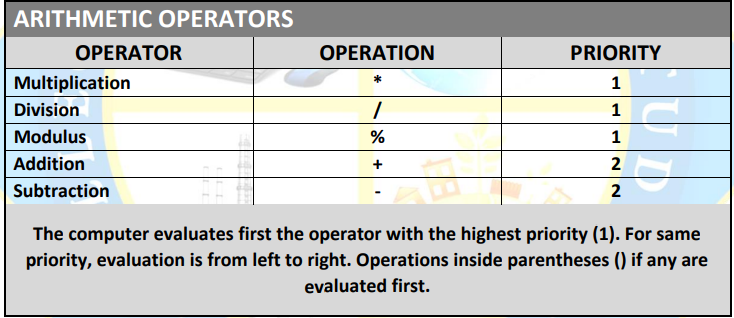 ARITHMETIC OPERATORS
OPERATOR OPERATION PRIORITY
Multiplication * 1
Division / 1
Modulus % 1
Addition + 2
Subtraction - 2
The computer evaluates first the operator with the highest priority (1). For same
priority, evaluation is from left to right. Operations inside parentheses () if any are
evaluated first.